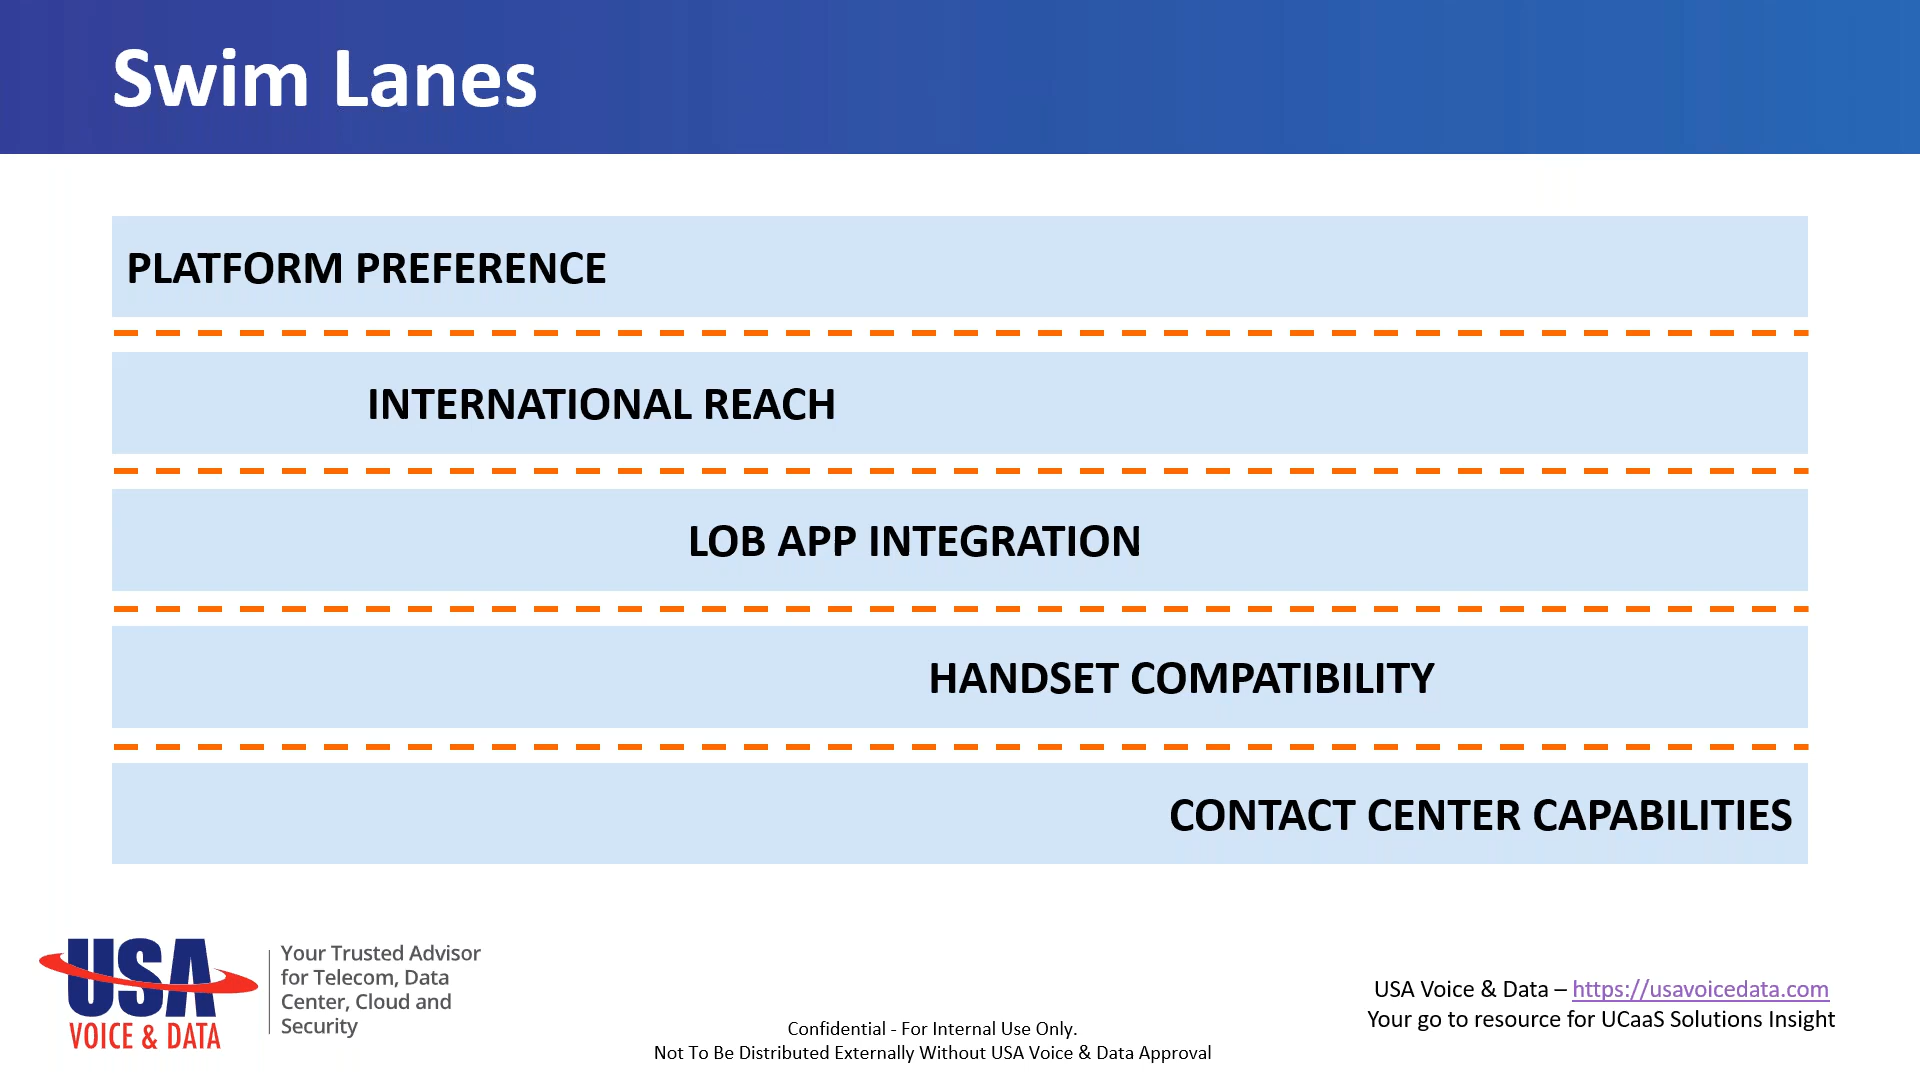 Swim Lanes
PLATFORM PREFERENCE
INTERNATIONAL REACH
LOB APP INTEGRATION
HANDSET COMPATIBILITY
CONTACT CENTER CAPABILITIES
USA
VOICE & DATA
Your Trusted Advisor
for Telecom, Data
Center, Cloud and
Security
Confidential - For Internal Use Only.
Not To Be Distributed Externally Without USA Voice & Data Approval
USA Voice & Data – https://usavoicedata.com
Your go to resource for UCaaS Solutions Insight